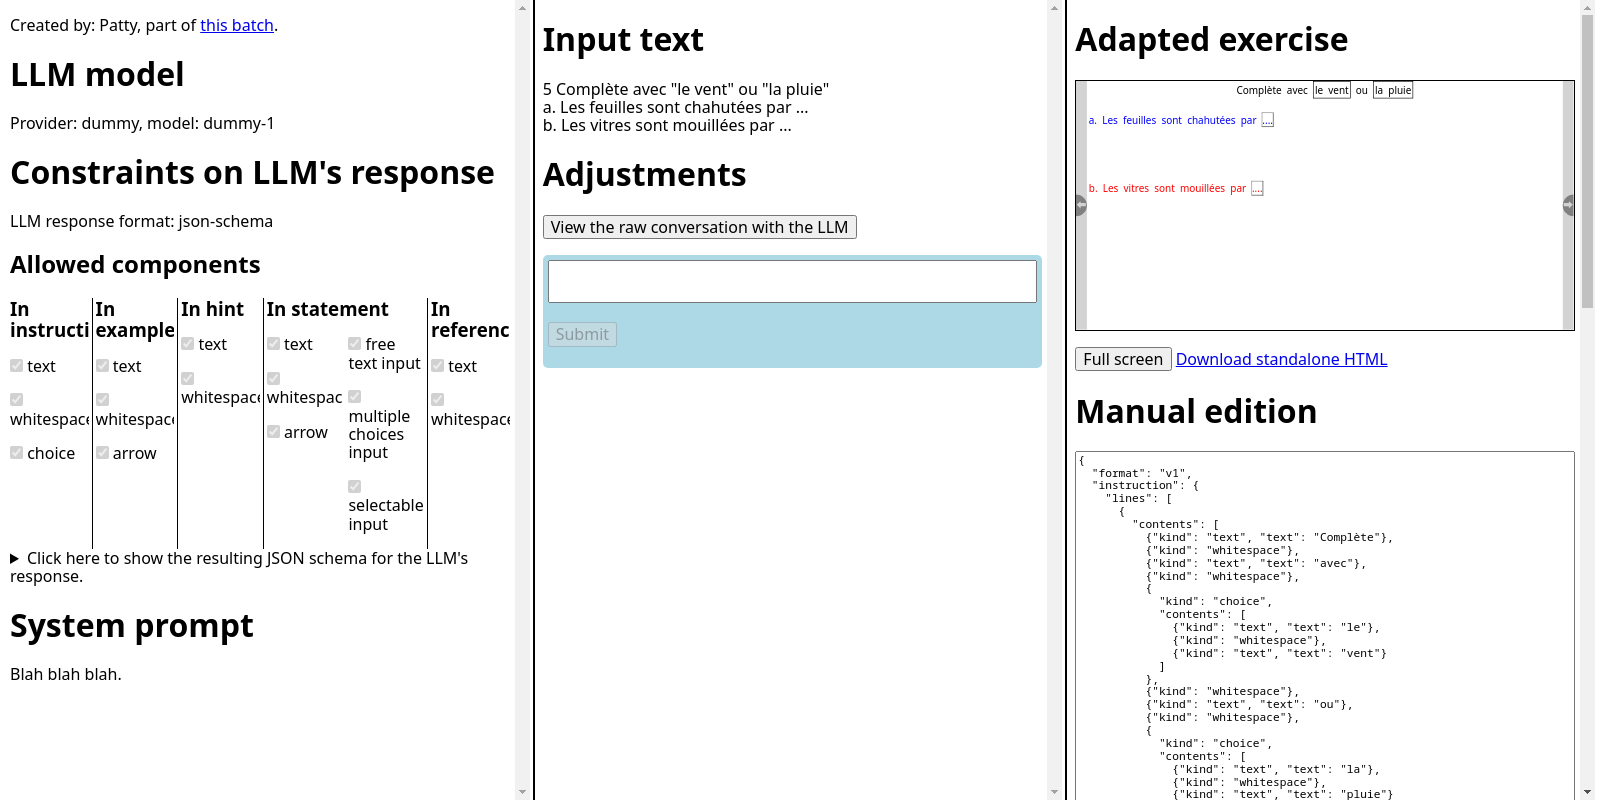 Created by: Patty, part of this batch.
LLM model
Provider: dummy, model: dummy-1
Constraints on LLM's response
LLM response format: json-schema
Allowed components
In instructi
text
whitespace
choice
In example
text
whitespace
arrow
In hint
text
whitespace
In statement
text
whitespac
arrow
free text input
multiple choices input
selectable input
In referenc
text
whitespace
Click here to show the resulting JSON schema for the LLM's
response.
System prompt
Blah blah blah.
Input text
5 Complète avec "le vent" ou "la pluie"
a. Les feuilles sont chahutées par ...
b. Les vitres sont mouillées par ...
Adjustments
View the raw conversation with the LLM
Submit
Adapted exercise
Complète avec le vent ou la pluie
a. Les feuilles sont chahutées par ....
b. Les vitres sont mouillées par ....
Full screen Download standalone HTML
Manual edition
{
"format": "v1",
"instruction": {
"lines": [
{
"contents": [
{"kind": "text", "text": "Complète"},
{"kind": "whitespace"},
{"kind": "text", "text": "avec"},
{"kind": "whitespace"},
{
"kind": "choice",
"contents": [
{"kind": "text", "text": "le"},
{"kind": "whitespace"},
{"kind": "text", "text": "vent"}
]
},
{"kind": "whitespace"},
{"kind": "text", "text": "ou"},
{"kind": "whitespace"},
{
"kind": "choice",
"contents": [
{"kind": "text", "text": "la"},
{"kind": "whitespace"},
{"kind": "text", "text": "pluie"}